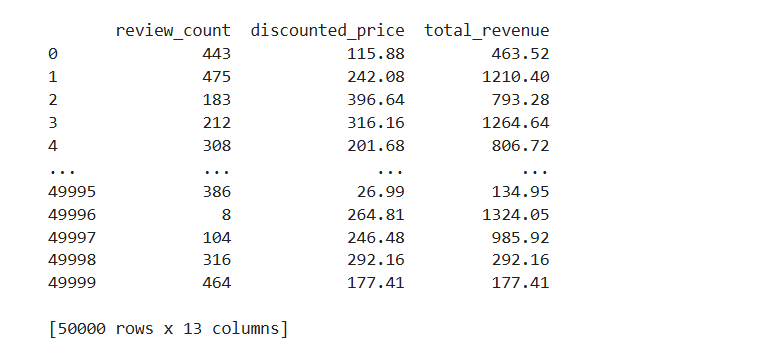 review_count discounted_price total_revenue
0 443 115.88 463.52
1 475 242.08 1210.40
2 183 396.64 793.28
3 212 316.16 1264.64
4 308 201.68 806.72
... ... ... ...
49995 386 26.99 134.95
49996 8 264.81 1324.05
49997 104 246.48 985.92
49998 316 292.16 292.16
49999 464 177.41 177.41
[50000 rows x 13 columns]